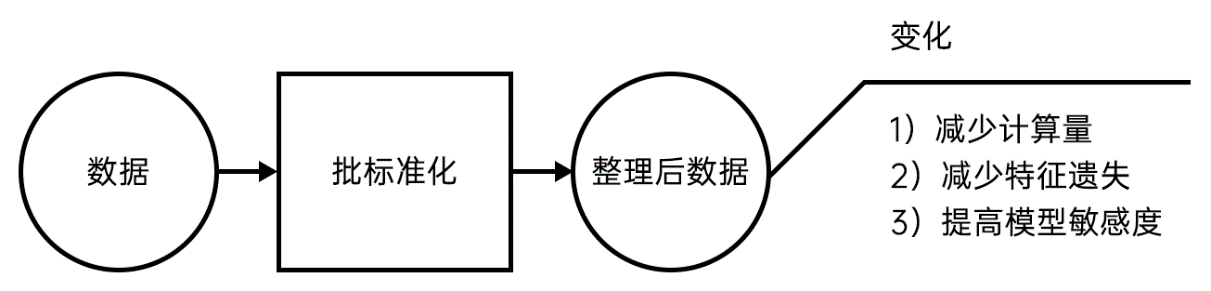 数据
批标准化
整理后数据
变化
1）减少计算量
2）减少特征遗失
3）提高模型敏感度